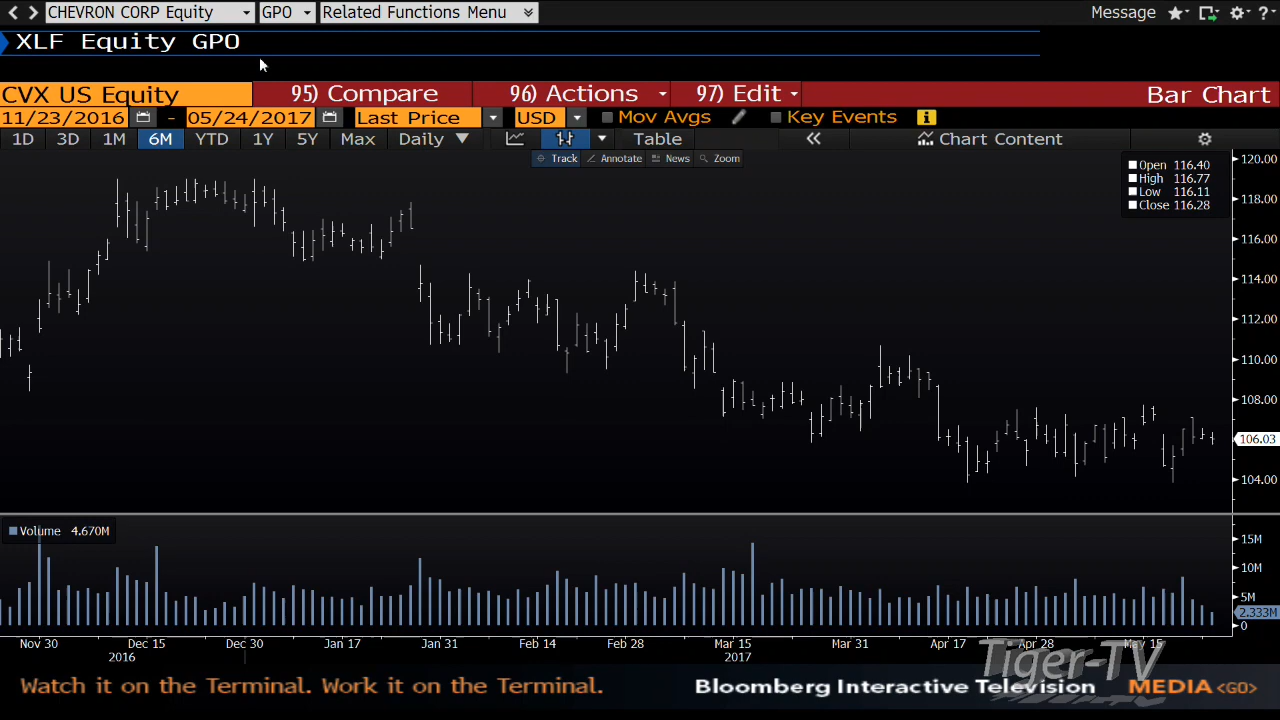 CHEVRON CORP Equity GPO Related Functions Menu Message ?
XLF Equity GPO
CVX US Equity 95) Compare 96) Actions 97) Edit Bar Chart
11/23/2016 - 05/24/2017 Last Price USD Mov Avgs Key Events i
1D 3D 1M 6M YTD 1Y 5Y Max Daily Table « Chart Content
Track Annotate News Zoom
Open 116.40
High 116.77
Low 116.11
Close 116.28
120.00
118.00
116.00
114.00
112.00
110.00
108.00
106.03
104.00
Volume 4.670M
15M
10M
5M
2.333M
0
Nov 30 Dec 15 Dec 30 Jan 17 Jan 31 Feb 14 Feb 28 Mar 15 Mar 31 Apr 17 Apr 28 May 15
2016 2017
Tiger-TV
Watch it on the Terminal. Work it on the Terminal. Bloomberg Interactive Television MEDIA <GO>